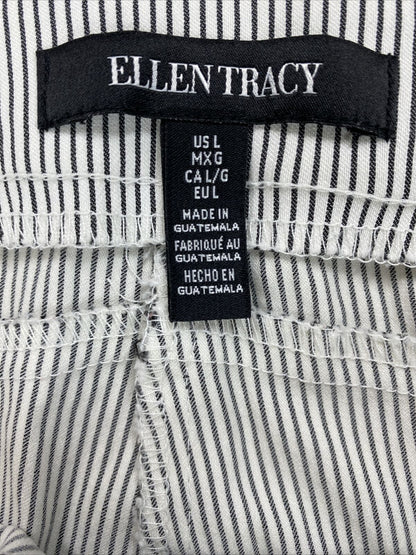 ELLEN TRACY
US L
MX G
CA L/G
EU L
MADE IN
GUATEMALA
FABRIQUÉ AU
GUATEMALA
HECHO EN
GUATEMALA